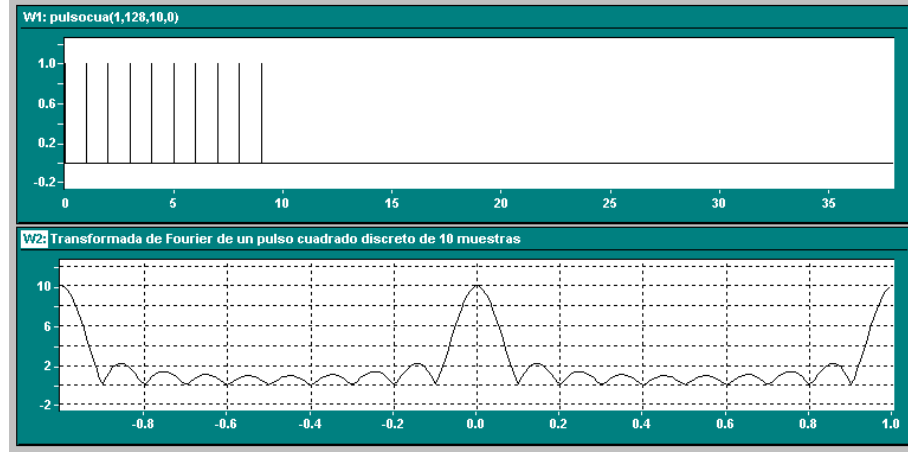 W1: pulsocua(1,128,10,0)
1.0
0.6
0.2
-0.2
0 5 10 15 20 25 30 35
W2: Transformada de Fourier de un pulso cuadrado discreto de 10 muestras
10
6
2
-2
-0.8 -0.6 -0.4 -0.2 0.0 0.2 0.4 0.6 0.8 1.0